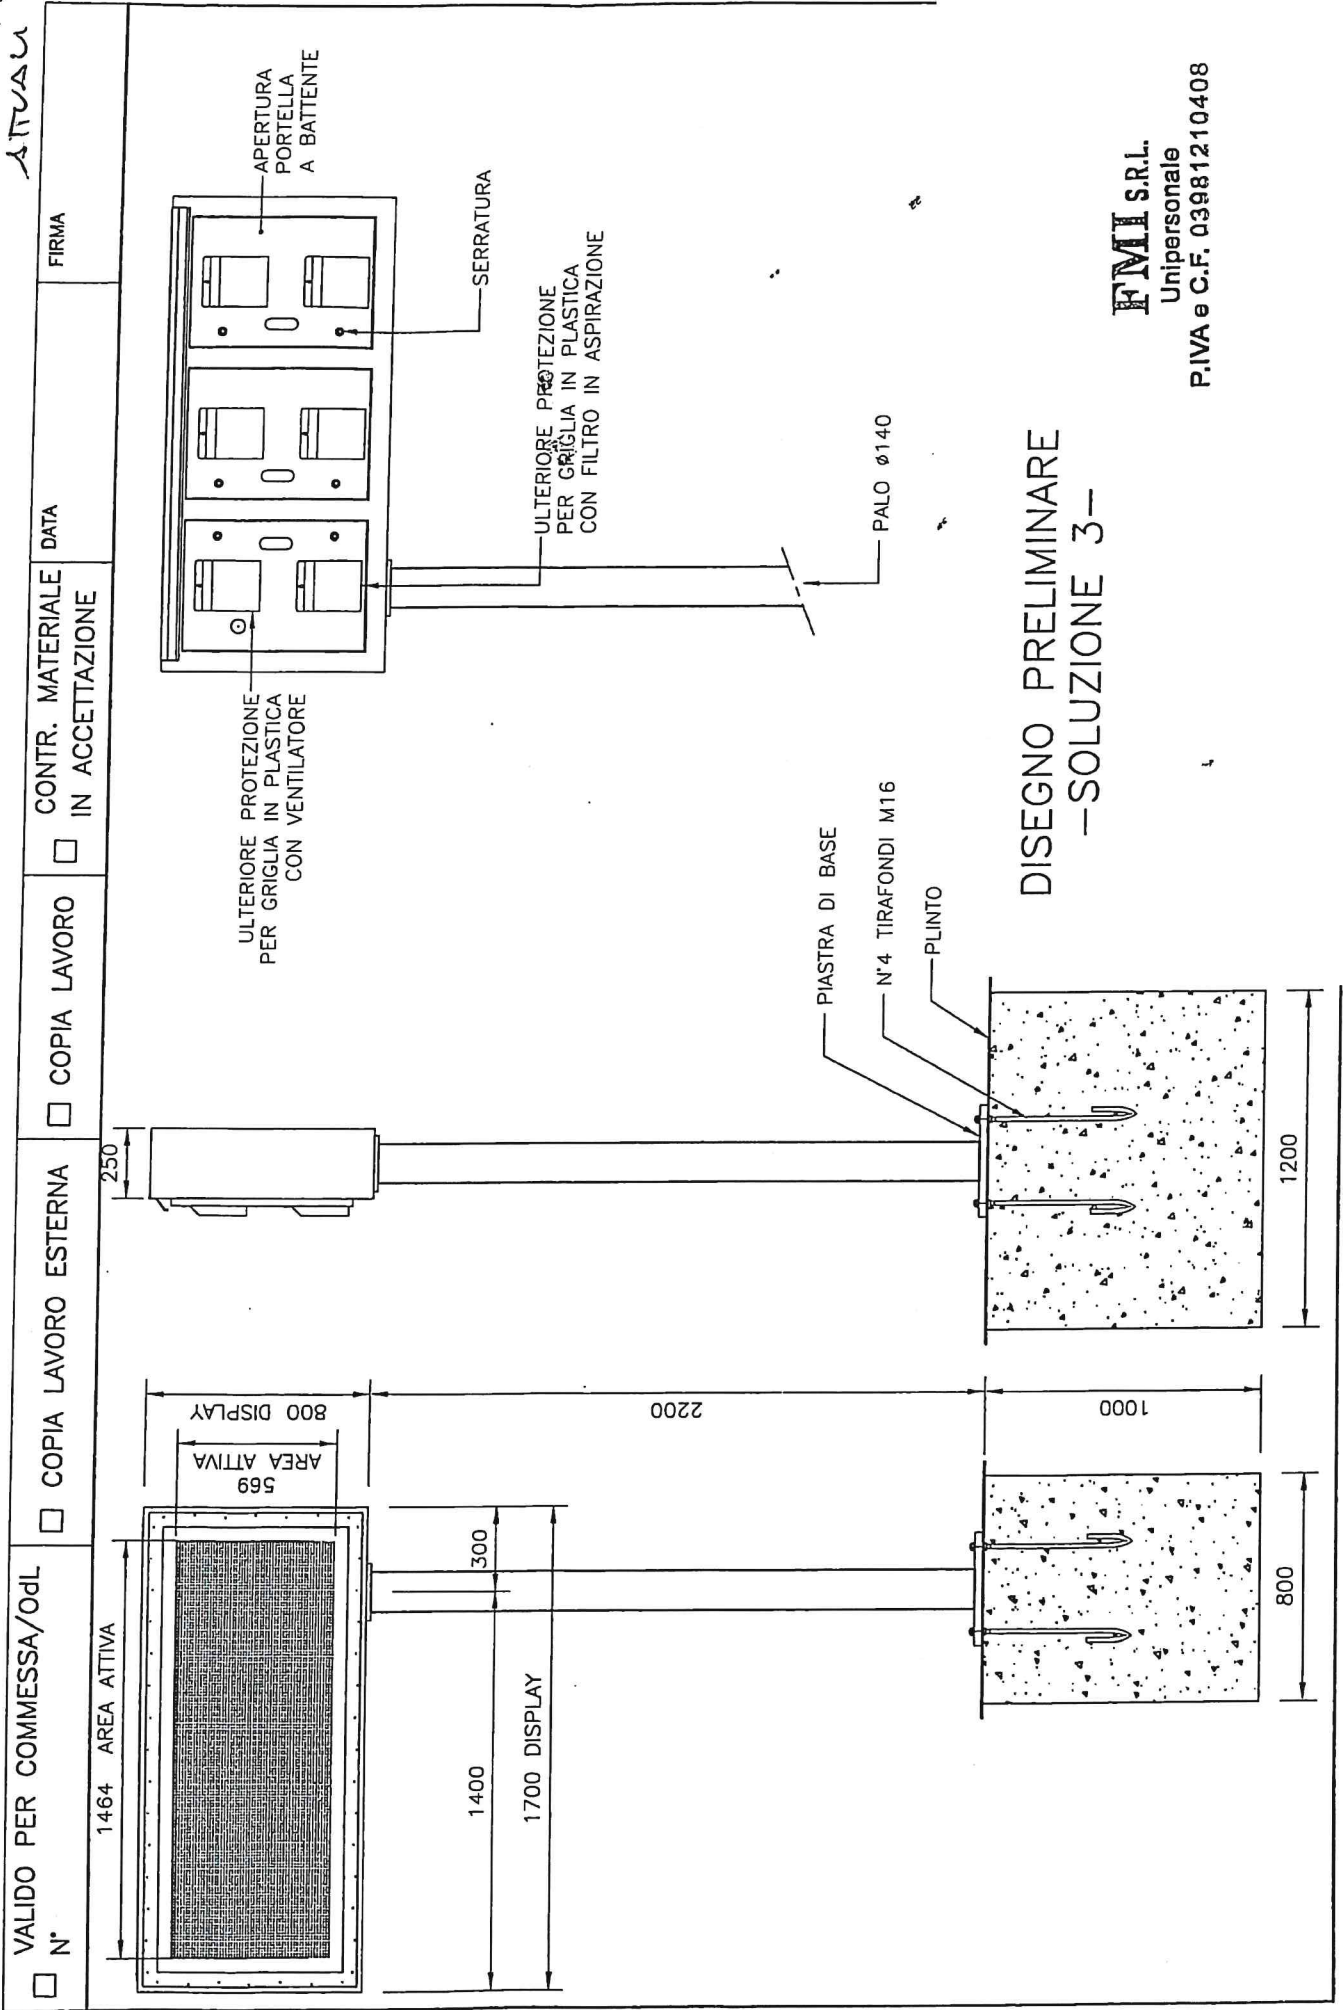 □ VALIDO PER COMMESSA/OdL
N°
□ COPIA LAVORO ESTERNA
□ COPIA LAVORO
□ CONTR. MATERIALE
IN ACCETTAZIONE
DATA
FIRMA
1464 AREA ATTIVA
569
AREA ATTIVA
800 DISPLAY
300
1400
1700 DISPLAY
2200
1000
800
250
1200
PIASTRA DI BASE
N°4 TIRAFONDI M16
PLINTO
ULTERIORE PROTEZIONE
PER GRIGLIA IN PLASTICA
CON VENTILATORE
ULTERIORE PROTEZIONE
PER GRIGLIA IN PLASTICA
CON FILTRO IN ASPIRAZIONE
APERTURA
PORTELLA
A BATTENTE
SERRATURA
PALO ø140
DISEGNO PRELIMINARE
-SOLUZIONE 3-
FMI S.R.L.
Unipersonale
P.IVA e C.F. 03981210408